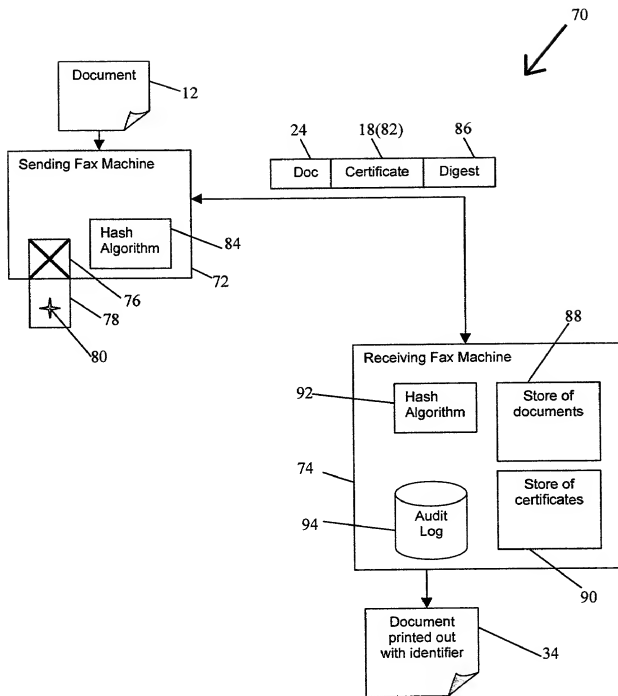 70
Document
12
Sending Fax Machine
24
18(82)
86
Doc
Certificate
Digest
Hash
Algorithm
84
72
76
78
80
Receiving Fax Machine
88
92
Hash
Algorithm
Store of
documents
74
Store of
certificates
94
Audit
Log
90
Document
printed out
with identifier
34